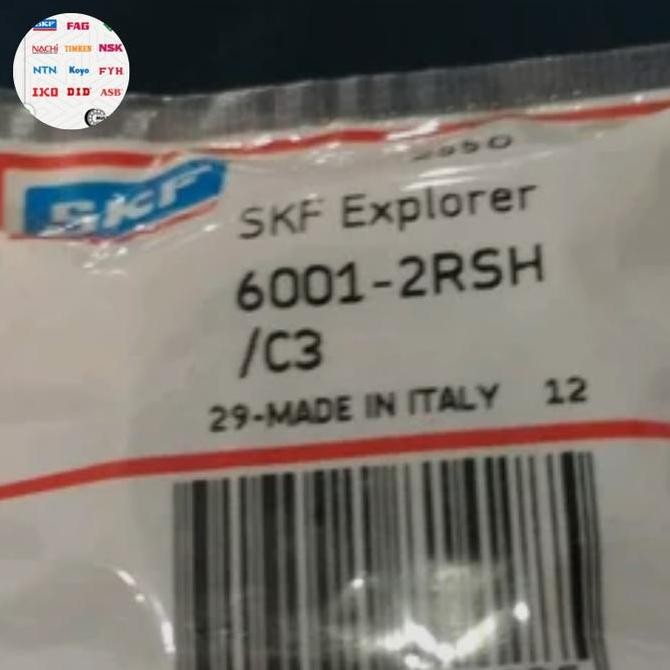 SKF FAG
NACHI TIMKEN NSK
NTN Koyo FYH
IKO DID ASB
SKF
SKF Explorer
6001-2RSH
/C3
29-MADE IN ITALY 12